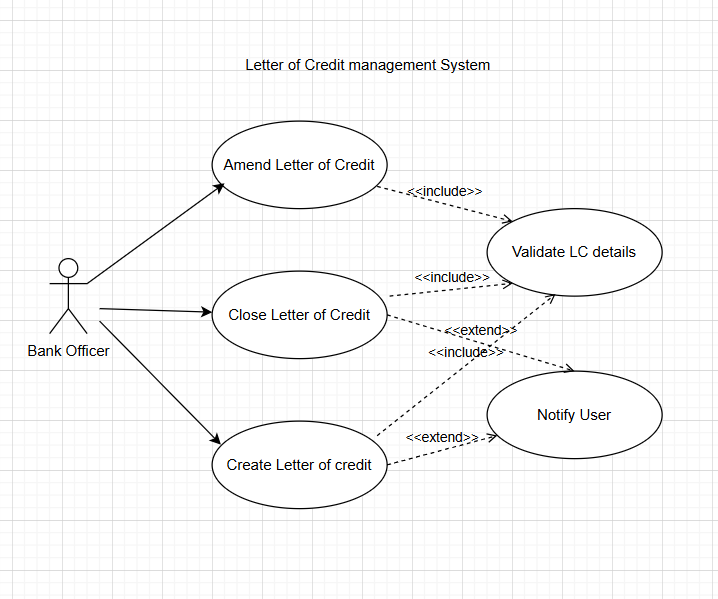 Letter of Credit management System
Amend Letter of Credit
<<include>>
Validate LC details
<<include>>
Close Letter of Credit
<<extend>>
<<include>>
Bank Officer
Notify User
<<extend>>
Create Letter of credit